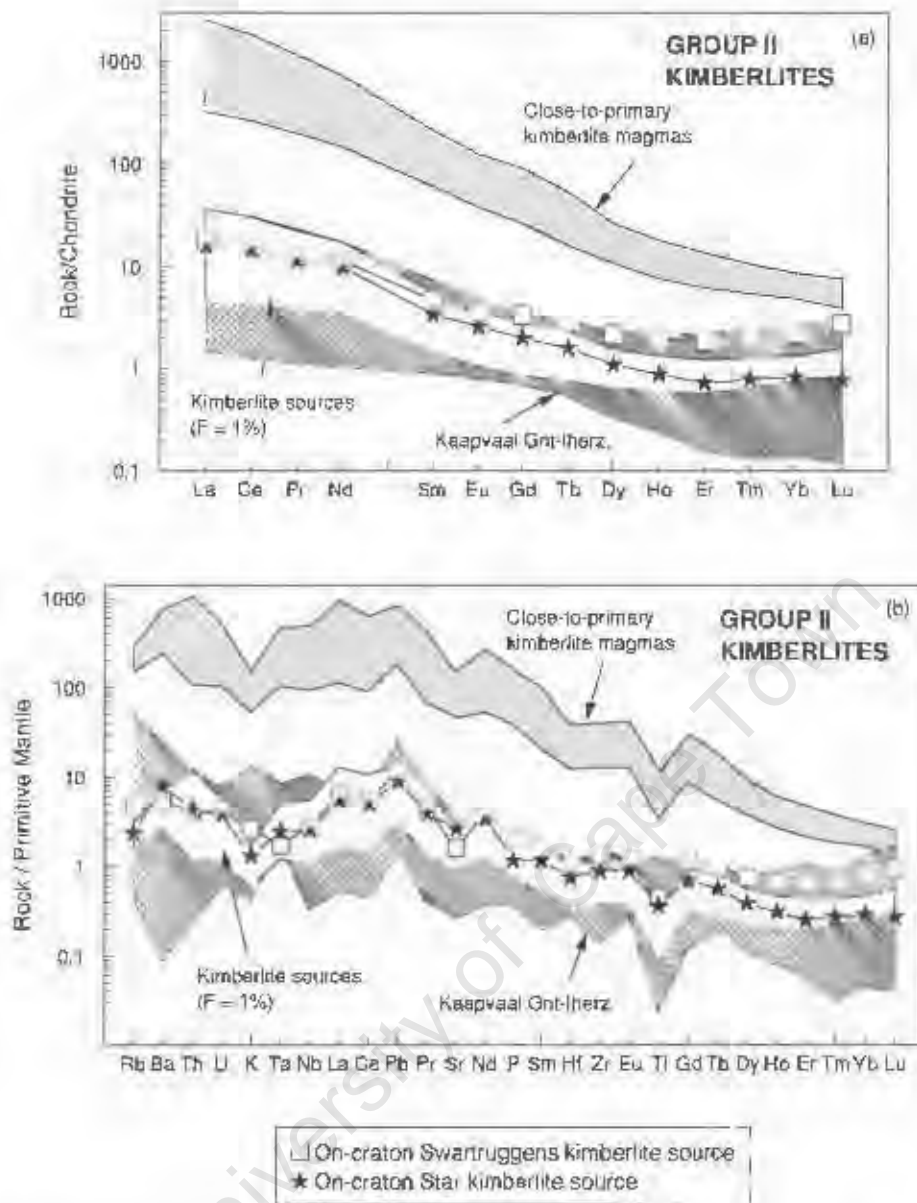 GROUP II
KIMBERLITES
(a)
Close-to-primary
kimberlite magmas
Rock/Chondrite
1000
100
10
1
0.1
Kimberlite sources
(F = 1%)
Kaapvaal Gnt-lherz.
La Ce Pr Nd Sm Eu Gd Tb Dy Ho Er Tm Yb Lu
GROUP II
KIMBERLITES
(b)
Close-to-primary
kimberlite magmas
Rock / Primitive Mantle
1000
100
10
1
0.1
Kimberlite sources
(F = 1%)
Kaapvaal Gnt-lherz
Rb Ba Th U K Ta Nb La Ce Pb Pr Sr Nd P Sm Hf Zr Eu Ti Gd Tb Dy Ho Er Tm Yb Lu
On-craton Swartruggens kimberlite source
On-craton Star kimberlite source
University of Cape Town